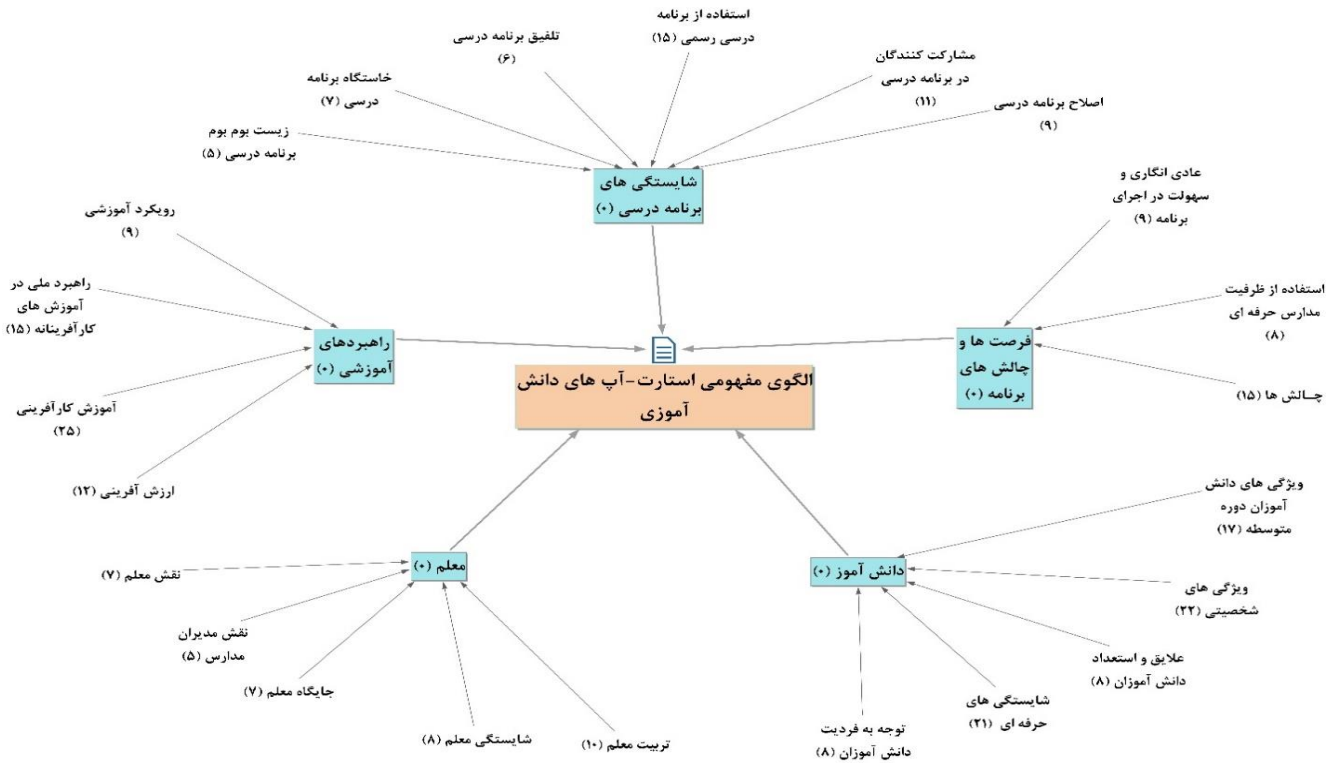 استفاده از برنامه
درسی رسمی (۱۵)
تلفیق برنامه درسی
(۶)
مشارکت کنندگان
در برنامه درسی
(۱۱)
خاستگاه برنامه
درسی (۷)
اصلاح برنامه درسی
(۹)
زیست بوم بوم
برنامه درسی (۵)
شایستگی های
برنامه درسی (۰)
عادی انگاری و
سهولت در اجرای
برنامه (۹)
استفاده از ظرفیت
مدارس حرفه ای
(۸)
چــالش ها (۱۵)
فرصت ها و
چالش های
برنامه (۰)
رویکرد آموزشی
(۹)
راهبرد ملی در
آموزش های
کارآفرینانه (۱۵)
آموزش کارآفرینی
(۲۵)
ارزش آفرینی (۱۲)
راهبردهای
آموزشی (۰)
الگوی مفهومی استارت-آپ های دانش
آموزی
ویژگی های دانش
آموزان دوره
متوسطه (۱۷)
ویژگی های
شخصیتی (۲۲)
علایق و استعداد
دانش آموزان (۸)
شایستگی های
حرفه ای (۲۱)
توجه به فردیت
دانش آموزان (۸)
دانش آموز (۰)
معلم (۰)
نقش معلم (۷)
نقش مدیران
مدارس (۵)
جایگاه معلم (۷)
شایستگی معلم (۸)
تربیت معلم (۱۰)